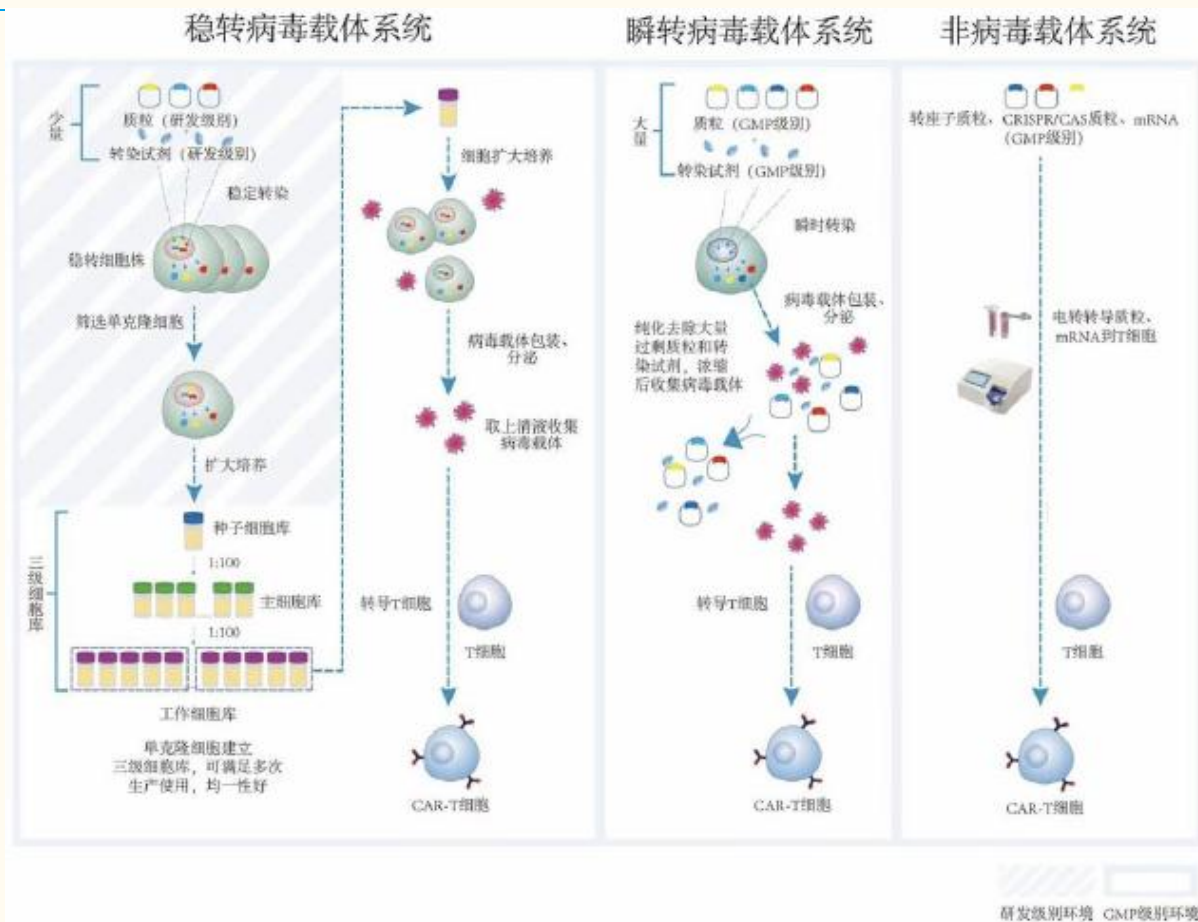 稳转病毒载体系统
瞬转病毒载体系统
非病毒载体系统
少量
质粒 (研发级别)
转染试剂 (研发级别)
稳定转染
稳转细胞株
筛选单克隆细胞
扩大培养
三级细胞库
种子细胞库
1:100
主细胞库
1:100
工作细胞库
单克隆细胞建立
三级细胞库, 可满足多次
生产使用, 均一性好
细胞扩大培养
病毒载体包装、
分泌
取上清液收集
病毒载体
转导T细胞
T细胞
CAR-T细胞
大量
质粒 (GMP级别)
转染试剂 (GMP级别)
瞬时转染
病毒载体包装、
分泌
纯化去除大量
过剩质粒和转
染试剂, 浓缩
后收集病毒载体
转导T细胞
T细胞
CAR-T细胞
转座子质粒、CRISPR/CAS质粒、mRNA
(GMP级别)
电转转导质粒、
mRNA到T细胞
T细胞
CAR-T细胞
研发级别环境
GMP级别环境